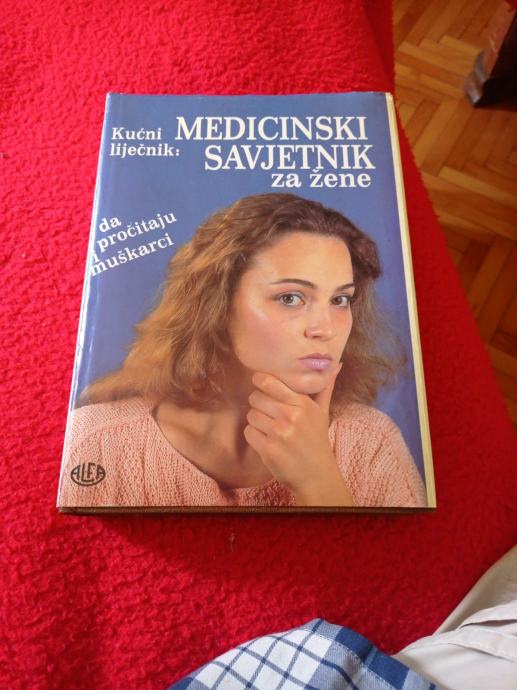 Kućni
liječnik:
MEDICINSKI
SAVJETNIK
za žene
da
i pročitaju
muškarci
ALFA